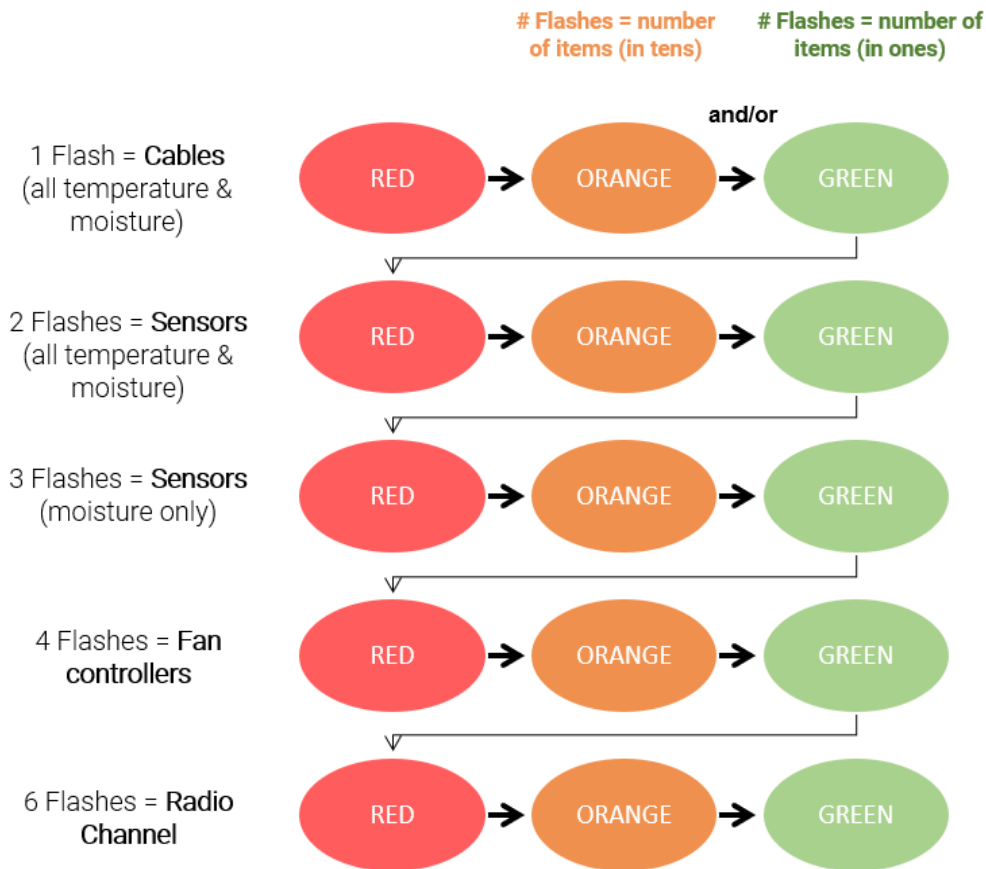 # Flashes = number
of items (in tens)
# Flashes = number of
items (in ones)
and/or
1 Flash = Cables
(all temperature &
moisture)
RED
ORANGE
GREEN
2 Flashes = Sensors
(all temperature &
moisture)
RED
ORANGE
GREEN
3 Flashes = Sensors
(moisture only)
RED
ORANGE
GREEN
4 Flashes = Fan
controllers
RED
ORANGE
GREEN
6 Flashes = Radio
Channel
RED
ORANGE
GREEN